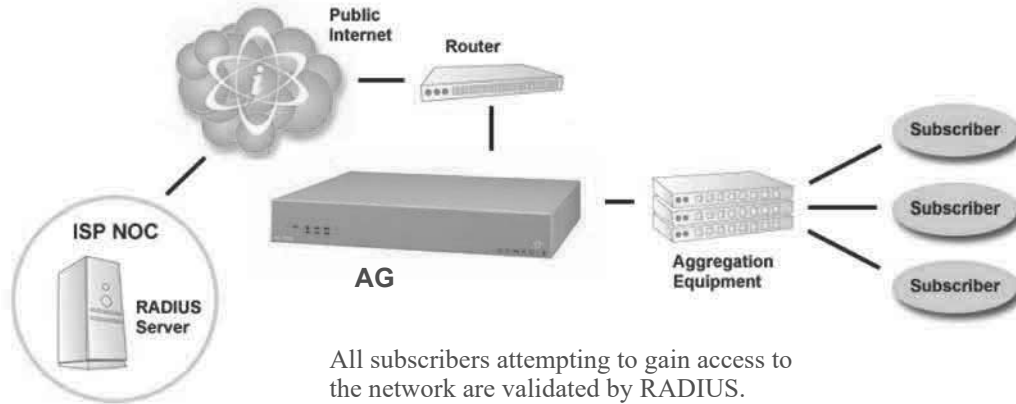 Public
Internet
Router
i
Subscriber
Subscriber
Subscriber
ISP NOC
RADIUS
Server
AG
Aggregation
Equipment
All subscribers attempting to gain access to
the network are validated by RADIUS.